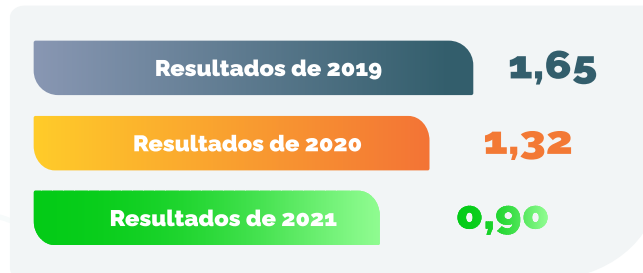 Resultados de 2019 1,65
Resultados de 2020 1,32
Resultados de 2021 0,90